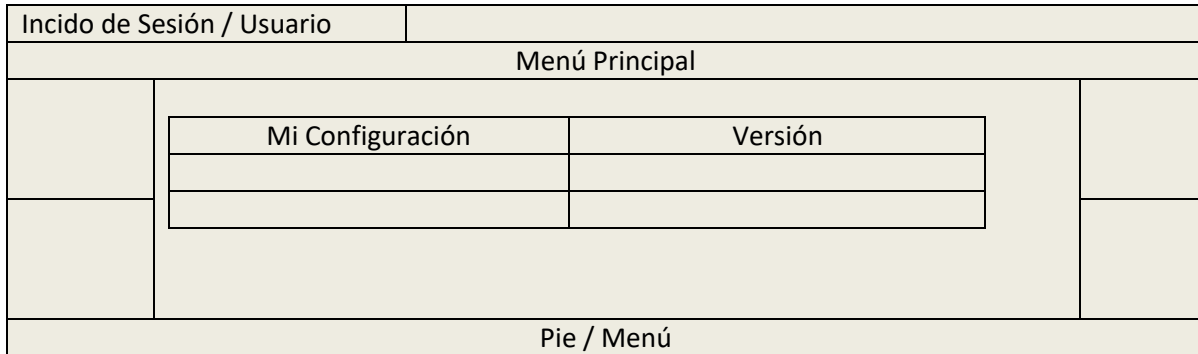 Incido de Sesión / Usuario
Menú Principal
Mi Configuración Versión
Pie / Menú